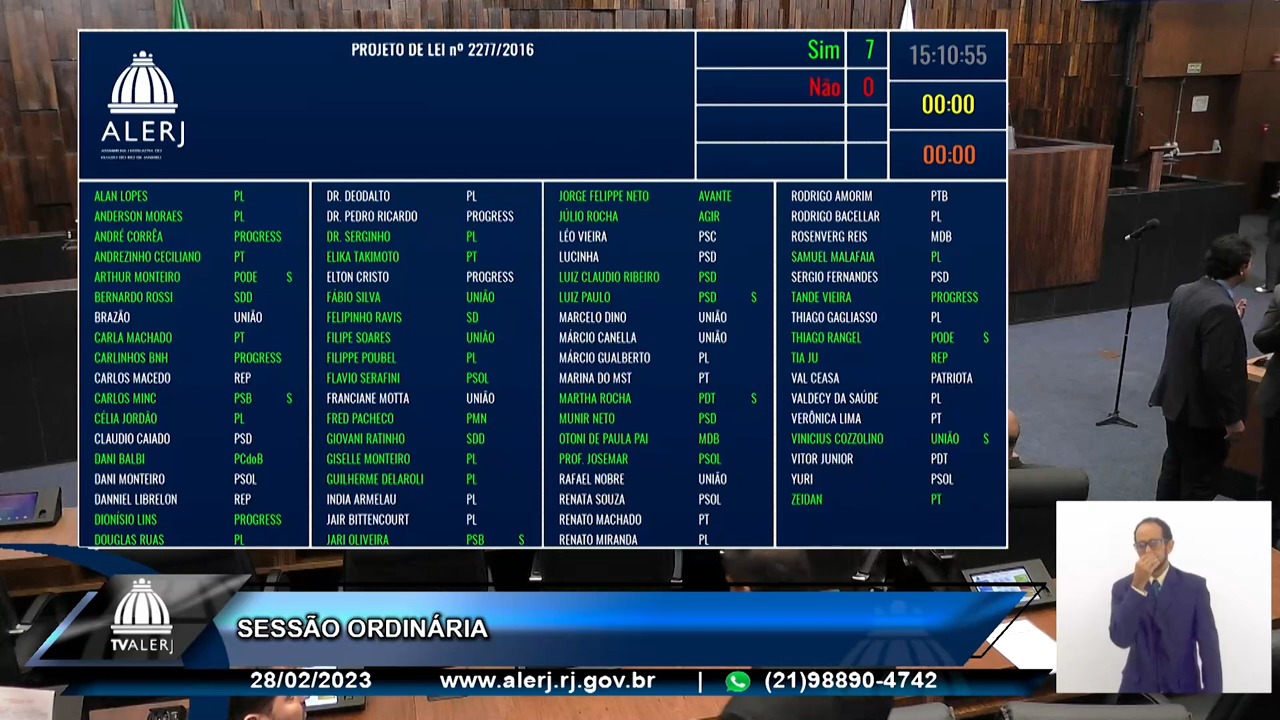 PROJETO DE LEI nº 2277/2016
ALERJ
Sim 7
Não 0
15:10:55
00:00
00:00
ALAN LOPES PL
ANDERSON MORAES PL
ANDRÉ CORRÊA PROGRESS
ANDREZINHO CECILIANO PT
ARTHUR MONTEIRO PODE S
BERNARDO ROSSI SDD
BRAZÃO UNIÃO
CARLA MACHADO PT
CARLINHOS BNH PROGRESS
CARLOS MACEDO REP
CARLOS MINC PSB S
CÉLIA JORDÃO PL
CLAUDIO CAIADO PSD
DANI BALBI PCdoB
DANI MONTEIRO PSOL
DANNIEL LIBRELON REP
DIONÍSIO LINS PROGRESS
DOUGLAS RUAS PL
DR. DEODALTO PL
DR. PEDRO RICARDO PROGRESS
DR. SERGINHO PL
ELIKA TAKIMOTO PT
ELTON CRISTO PROGRESS
FÁBIO SILVA UNIÃO
FELIPINHO RAVIS SD
FILIPE SOARES UNIÃO
FILIPPE POUBEL PL
FLAVIO SERAFINI PSOL
FRANCIANE MOTTA UNIÃO
FRED PACHECO PMN
GIOVANI RATINHO SDD
GISELLE MONTEIRO PL
GUILHERME DELAROLI PL
INDIA ARMELAU PL
JAIR BITTENCOURT PL
JARI OLIVEIRA PSB S
JORGE FELIPPE NETO AVANTE
JÚLIO ROCHA AGIR
LÉO VIEIRA PSC
LUCINHA PSD
LUIZ CLAUDIO RIBEIRO PSD
LUIZ PAULO PSD S
MARCELO DINO UNIÃO
MÁRCIO CANELLA UNIÃO
MÁRCIO GUALBERTO PL
MARINA DO MST PT
MARTHA ROCHA PDT S
MUNIR NETO PSD
OTONI DE PAULA PAI MDB
PROF. JOSEMAR PSOL
RAFAEL NOBRE UNIÃO
RENATA SOUZA PSOL
RENATO MACHADO PT
RENATO MIRANDA PL
RODRIGO AMORIM PTB
RODRIGO BACELLAR PL
ROSENVERG REIS MDB
SAMUEL MALAFAIA PL
SERGIO FERNANDES PSD
TANDE VIEIRA PROGRESS
THIAGO GAGLIASSO PL
THIAGO RANGEL PODE S
TIA JU REP
VAL CEASA PATRIOTA
VALDECY DA SAÚDE PL
VERÔNICA LIMA PT
VINICIUS COZZOLINO UNIÃO S
VITOR JUNIOR PDT
YURI PSOL
ZEIDAN PT
TVALERJ
SESSÃO ORDINÁRIA
28/02/2023 www.alerj.rj.gov.br | (21)98890-4742